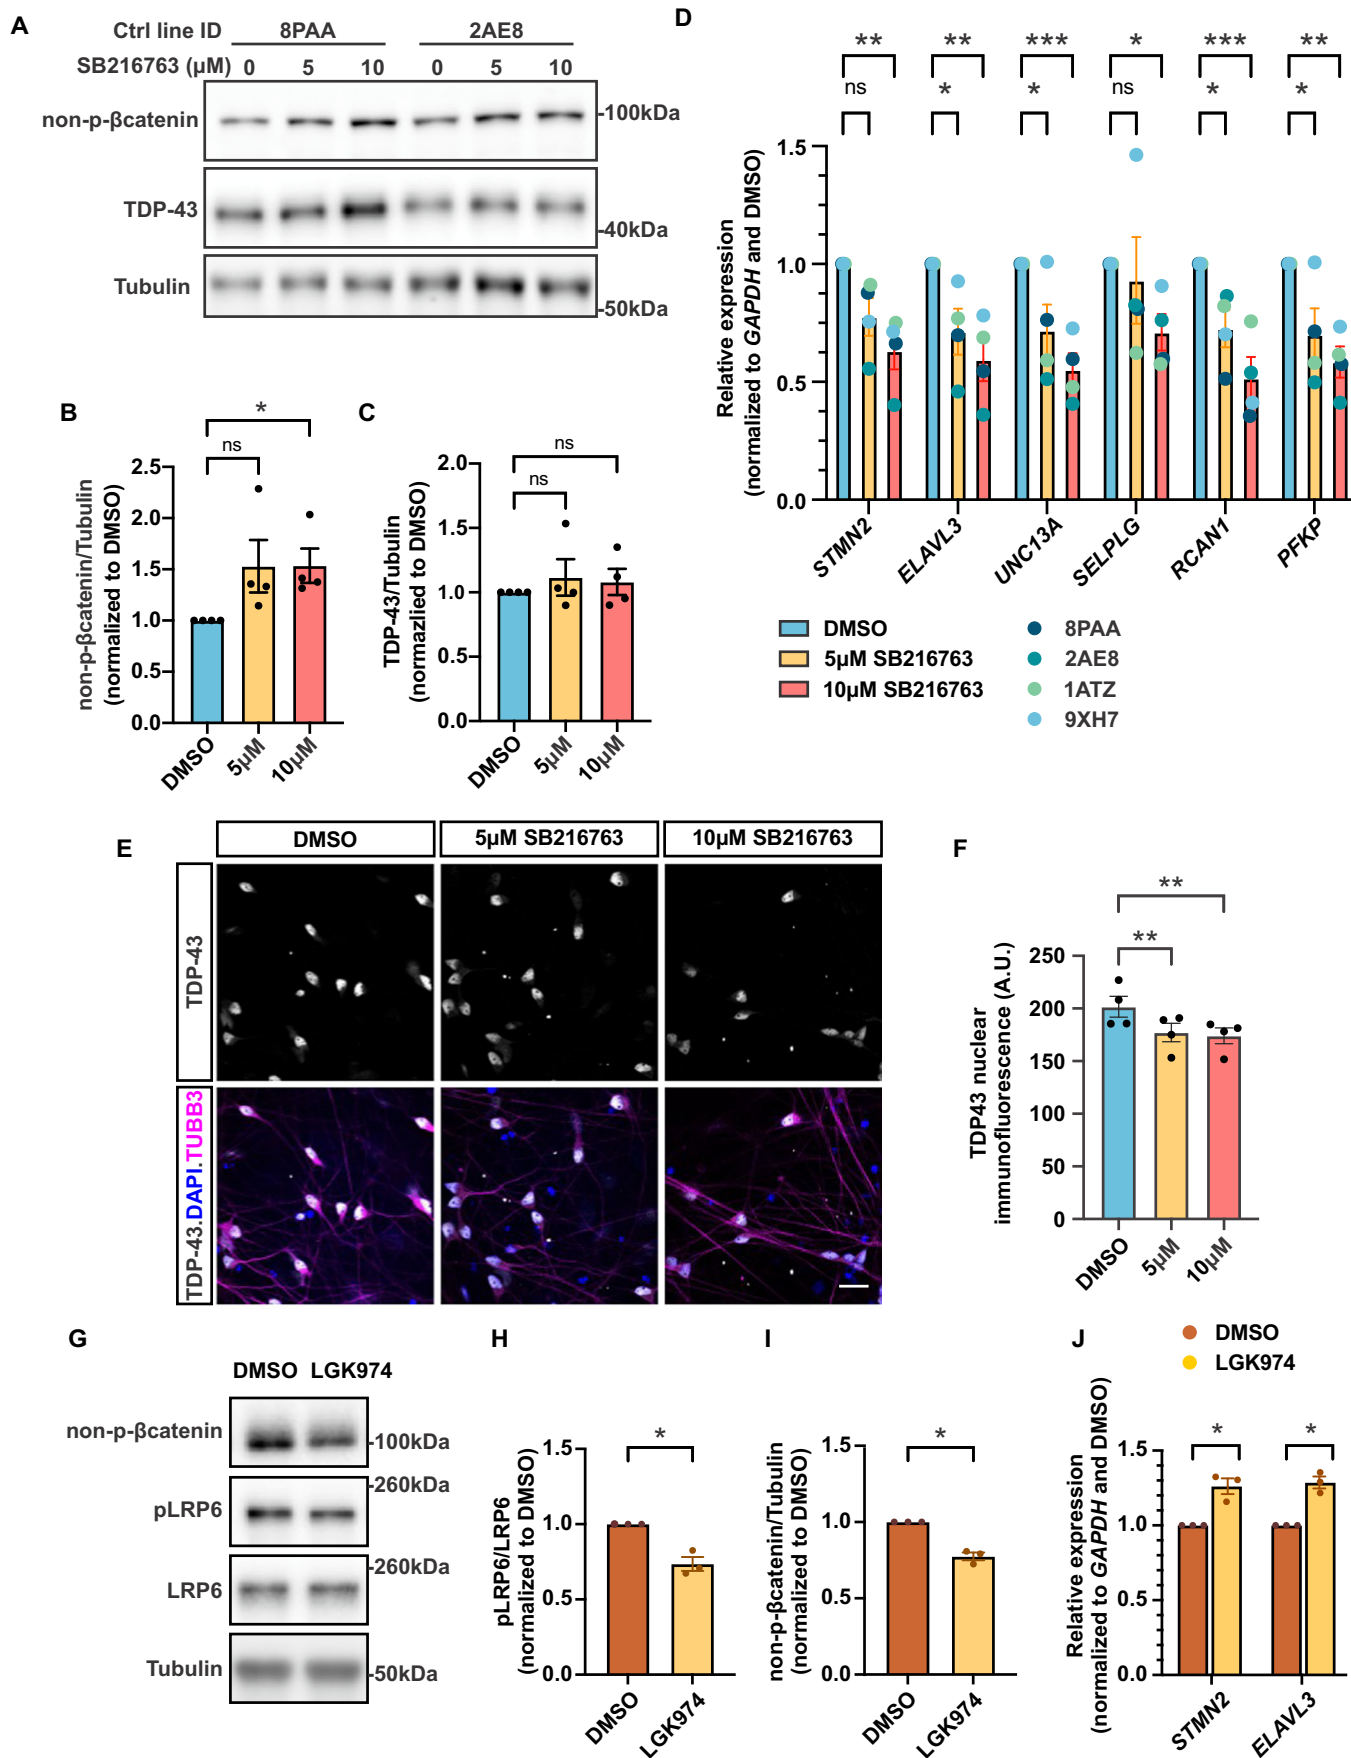 A
Ctrl line ID 8PAA 2AE8
SB216763 (µM) 0 5 10 0 5 10
non-p-βcatenin
-100kDa
TDP-43
-40kDa
Tubulin
-50kDa
B
non-p-βcatenin/Tubulin
(normalized to DMSO)
2.5
2.0
1.5
1.0
0.5
0.0
ns
*
DMSO
5µM
10µM
C
TDP-43/Tubulin
(normazlied to DMSO)
2.0
1.5
1.0
0.5
0.0
ns
ns
DMSO
5µM
10µM
D
** ** *** * *** **
ns * * ns * *
Relative expression
(normalized to GAPDH and DMSO)
1.5
1.0
0.5
0.0
STMN2
ELAVL3
UNC13A
SELPLG
RCAN1
PFKP
DMSO
5µM SB216763
10µM SB216763
8PAA
2AE8
1ATZ
9XH7
E
DMSO
5µM SB216763
10µM SB216763
TDP-43
TDP-43.DAPI.TUBB3
F
**
**
TDP43 nuclear
immunofluorescence (A.U.)
250
200
150
100
50
0
DMSO
5µM
10µM
G
DMSO LGK974
non-p-βcatenin
-100kDa
-260kDa
pLRP6
-260kDa
LRP6
Tubulin
-50kDa
H
pLRP6/LRP6
(normalized to DMSO)
1.5
1.0
0.5
0.0
*
DMSO
LGK974
I
non-p-βcatenin/Tubulin
(normalized to DMSO)
1.5
1.0
0.5
0.0
*
DMSO
LGK974
J
DMSO
LGK974
Relative expression
(normalized to GAPDH and DMSO)
1.5
1.0
0.5
0.0
* *
STMN2
ELAVL3